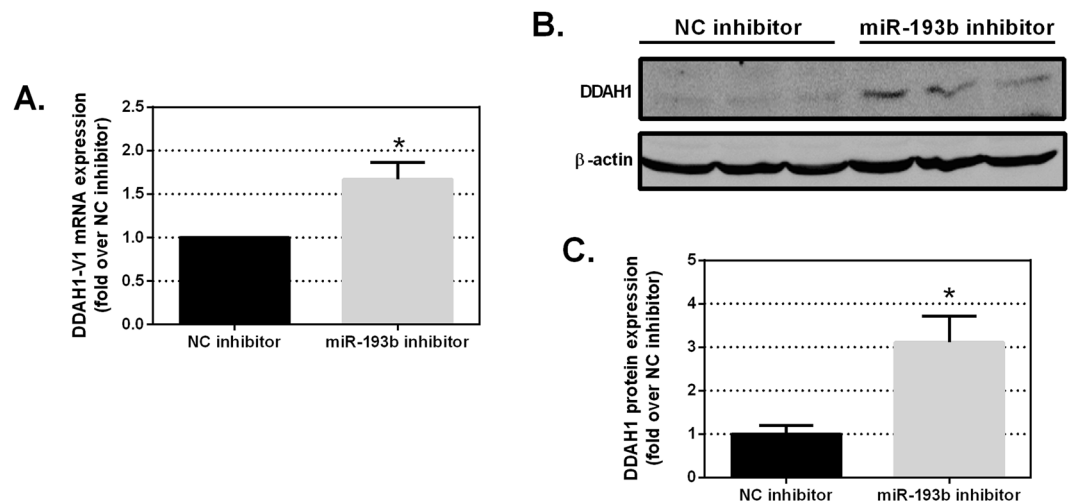 A.
DDAH1-V1 mRNA expression
(fold over NC inhibitor)
2.5
2.0
1.5
1.0
0.5
0.0
*
NC inhibitor
miR-193b inhibitor
B.
NC inhibitor
miR-193b inhibitor
DDAH1
β-actin
C.
DDAH1 protein expression
(fold over NC inhibitor)
5
4
3
2
1
0
*
NC inhibitor
miR-193b inhibitor